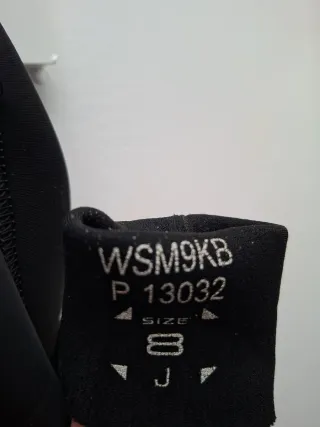 WSM9KB
P 13032
SIZE
8
J